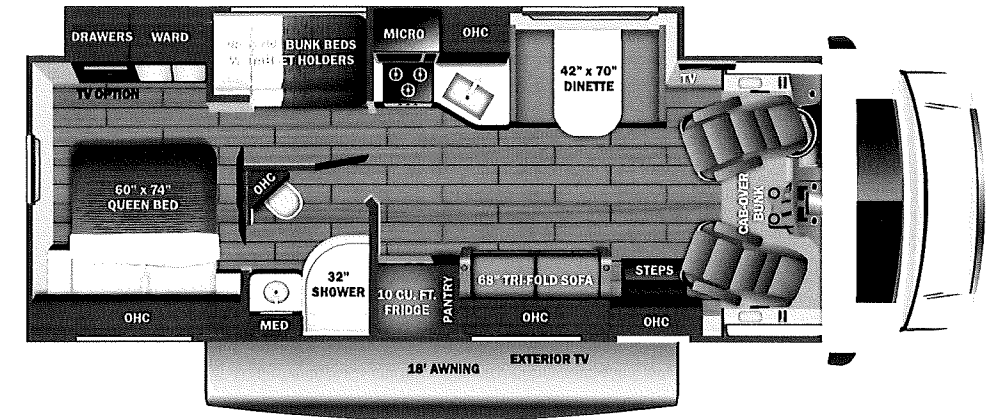 DRAWERS
WARD
BUNK BEDS
HOLDERS
MICRO
OHC
42" x 70"
DINETTE
TV
TV OPTION
60" x 74"
QUEEN BED
OHC
CAB-OVER
BUNK
32"
SHOWER
10 CU. FT.
FRIDGE
PANTRY
68" TRI-FOLD SOFA
STEPS
OHC
MED
OHC
OHC
18' AWNING
EXTERIOR TV